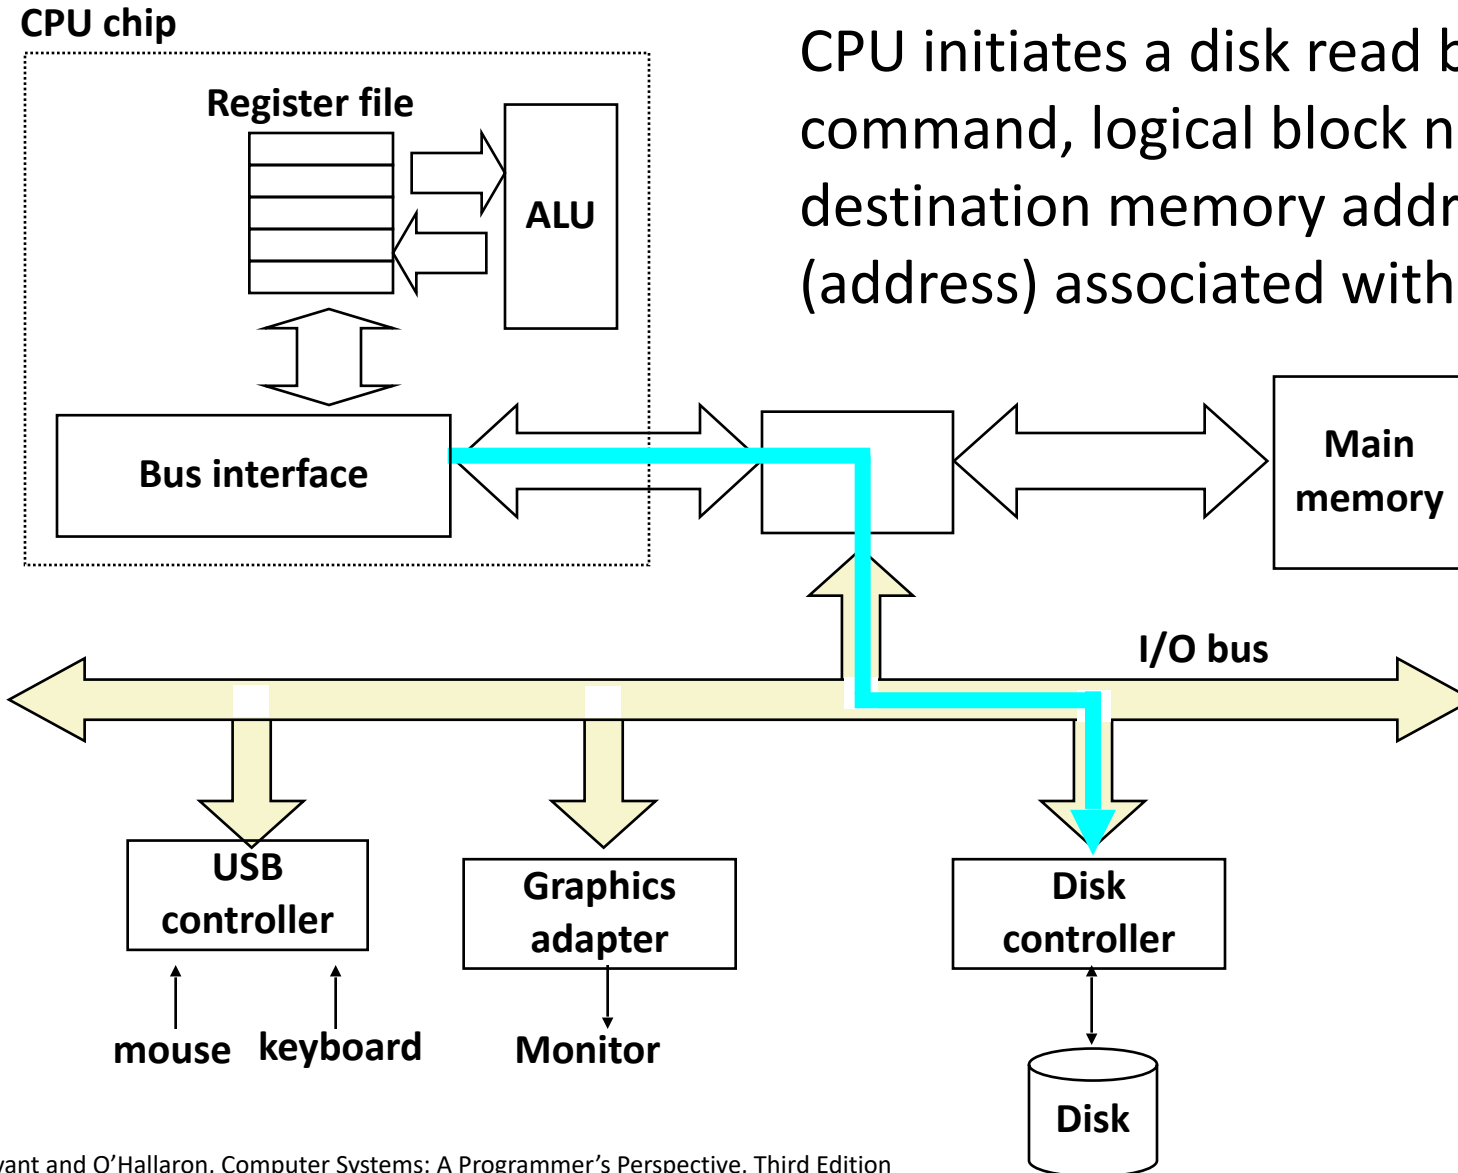 CPU chip
CPU initiates a disk read
command, logical block
destination memory
(address) associated with
Register file
ALU
Bus interface
Main
memory
I/O bus
USB
controller
Graphics
adapter
Disk
controller
mouse
keyboard
Monitor
Disk
and O'Hallaron, Computer Systems: A Programmer's Perspective, Third Edition